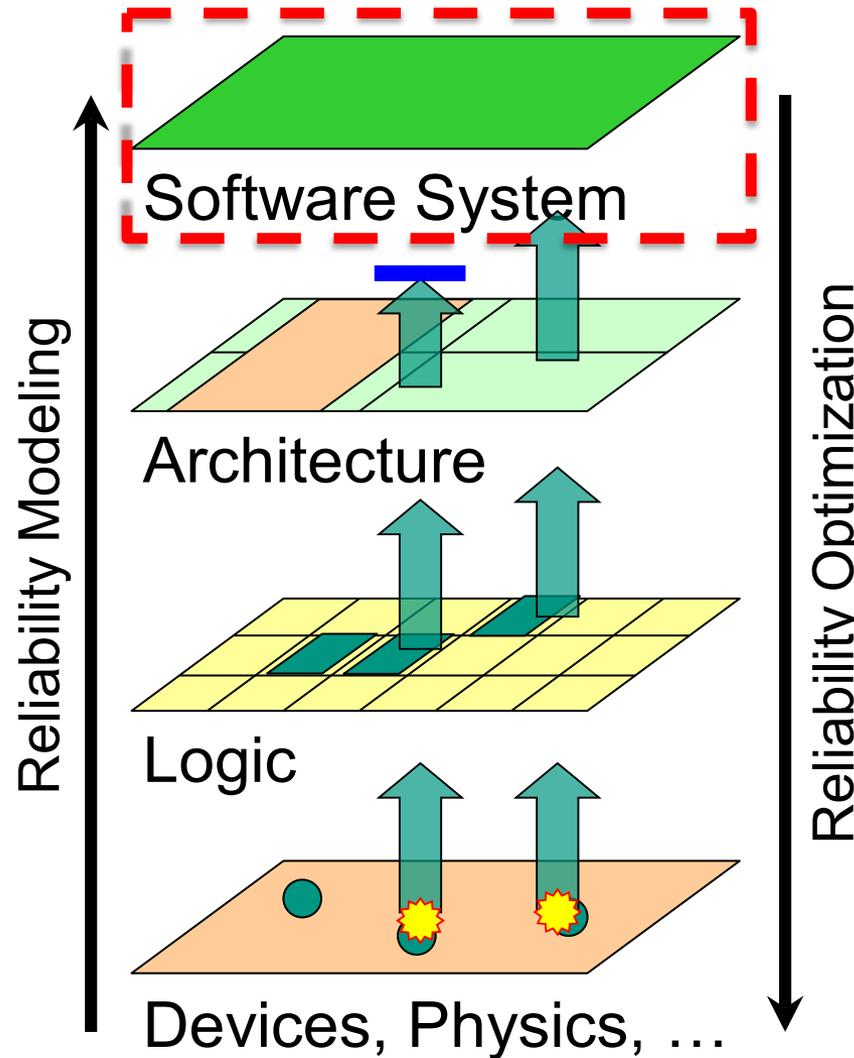 Software System
Architecture
Logic
Devices, Physics, …
Reliability Modeling
Reliability Optimization